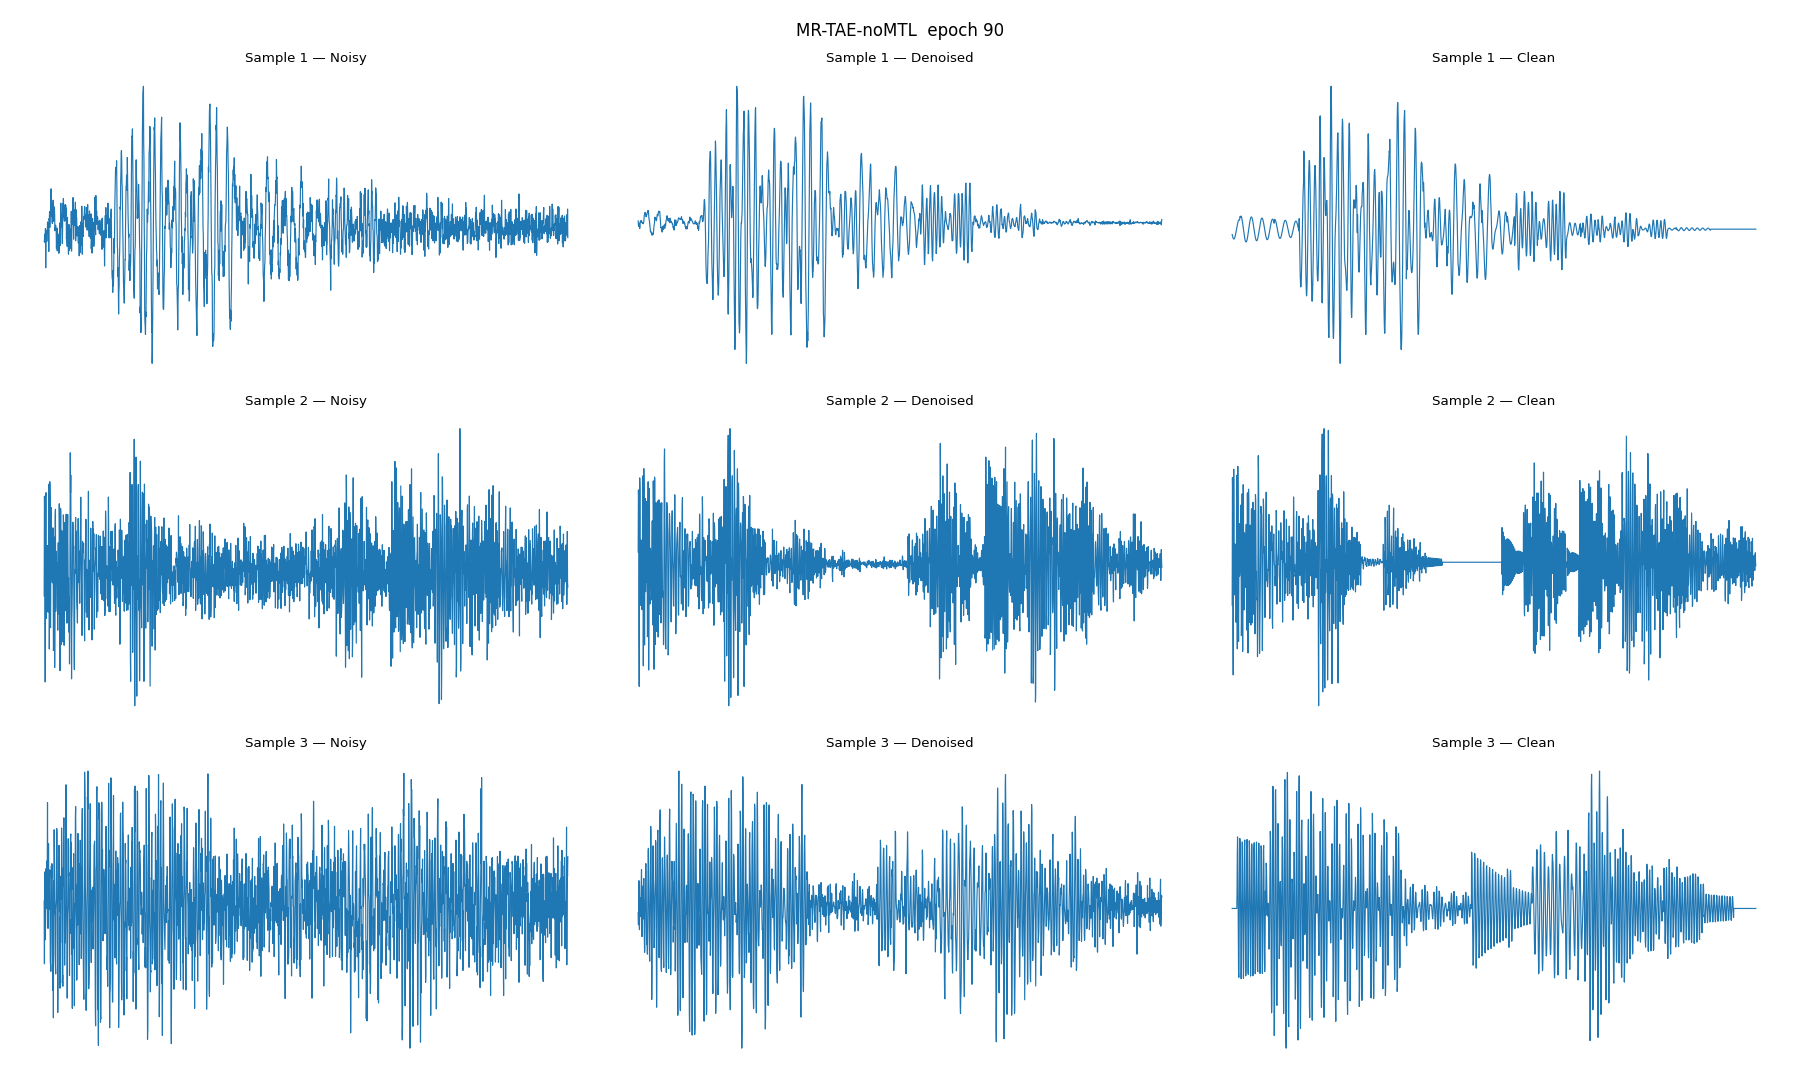 MR-TAE-noMTL  epoch 90
Sample 1 — Noisy
Sample 1 — Denoised
Sample 1 — Clean
Sample 2 — Noisy
Sample 2 — Denoised
Sample 2 — Clean
Sample 3 — Noisy
Sample 3 — Denoised
Sample 3 — Clean